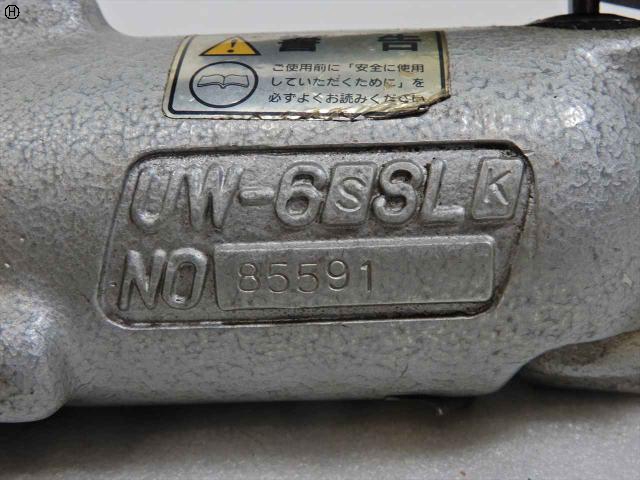 H
警告
ご使用前に「安全に使用
していただくために」を
必ずよくお読みください
UW-6SSLK
NO 85591